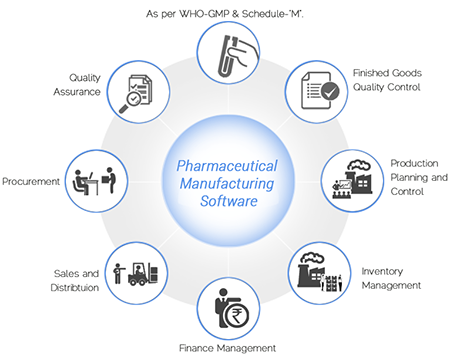 As per WHO-GMP & Schedule-"M".
Quality
Assurance
Finished Goods
Quality Control
Procurement
Pharmaceutical
Manufacturing
Software
Production
Planning and
Control
Sales and
Distribtuion
Inventory
Management
Finance Management